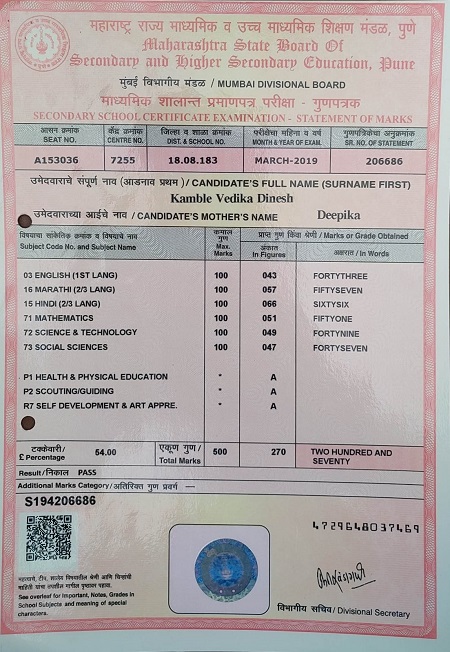 महाराष्ट्र राज्य माध्यमिक व उच्च माध्यमिक शिक्षण मंडळ, पुणे
Maharashtra State Board Of
Secondary and Higher Secondary Education, Pune
मुंबई विभागीय मंडळ / MUMBAI DIVISIONAL BOARD
माध्यमिक शालान्त प्रमाणपत्र परीक्षा - गुणपत्रक
SECONDARY SCHOOL CERTIFICATE EXAMINATION - STATEMENT OF MARKS
आसन क्रमांक केंद्र क्रमांक जिल्हा व शाळा क्रमांक परीक्षेचा महिना व वर्ष गुणपत्रिकेचा अनुक्रमांक
SEAT NO. CENTRE NO. DIST. & SCHOOL NO. MONTH & YEAR OF EXAM. SR. NO. OF STATEMENT
A153036 7255 18.08.183 MARCH-2019 206686
उमेदवाराचे संपूर्ण नाव (आडनाव प्रथम) / CANDIDATE'S FULL NAME (SURNAME FIRST)
Kamble Vedika Dinesh
उमेदवाराच्या आईचे नाव / CANDIDATE'S MOTHER'S NAME Deepika
विषयाचा सांकेतिक क्रमांक व विषयाचे नाव कमाल गुण प्राप्त गुण किंवा श्रेणी / Marks or Grade Obtained
Subject Code No. and Subject Name Max. Marks अंकात In Figures अक्षरात / In Words
03 ENGLISH (1ST LANG) 100 043 FORTYTHREE
16 MARATHI (2/3 LANG) 100 057 FIFTYSEVEN
15 HINDI (2/3 LANG) 100 066 SIXTYSIX
71 MATHEMATICS 100 051 FIFTYONE
72 SCIENCE & TECHNOLOGY 100 049 FORTYNINE
73 SOCIAL SCIENCES 100 047 FORTYSEVEN
P1 HEALTH & PHYSICAL EDUCATION * A
P2 SCOUTING/GUIDING * A
R7 SELF DEVELOPMENT & ART APPRE. * A
टक्केवारी / £ Percentage 54.00 एकूण गुण / Total Marks 500 270 TWO HUNDRED AND
SEVENTY
Result/निकाल PASS
Additional Marks Category/अतिरिक्त गुण प्रवर्ग —
S194206686
4729648037469
See overleaf for Important, Notes, Grades in
School Subjects and meaning of special
characters.
विभागीय सचिव/ Divisional Secretary